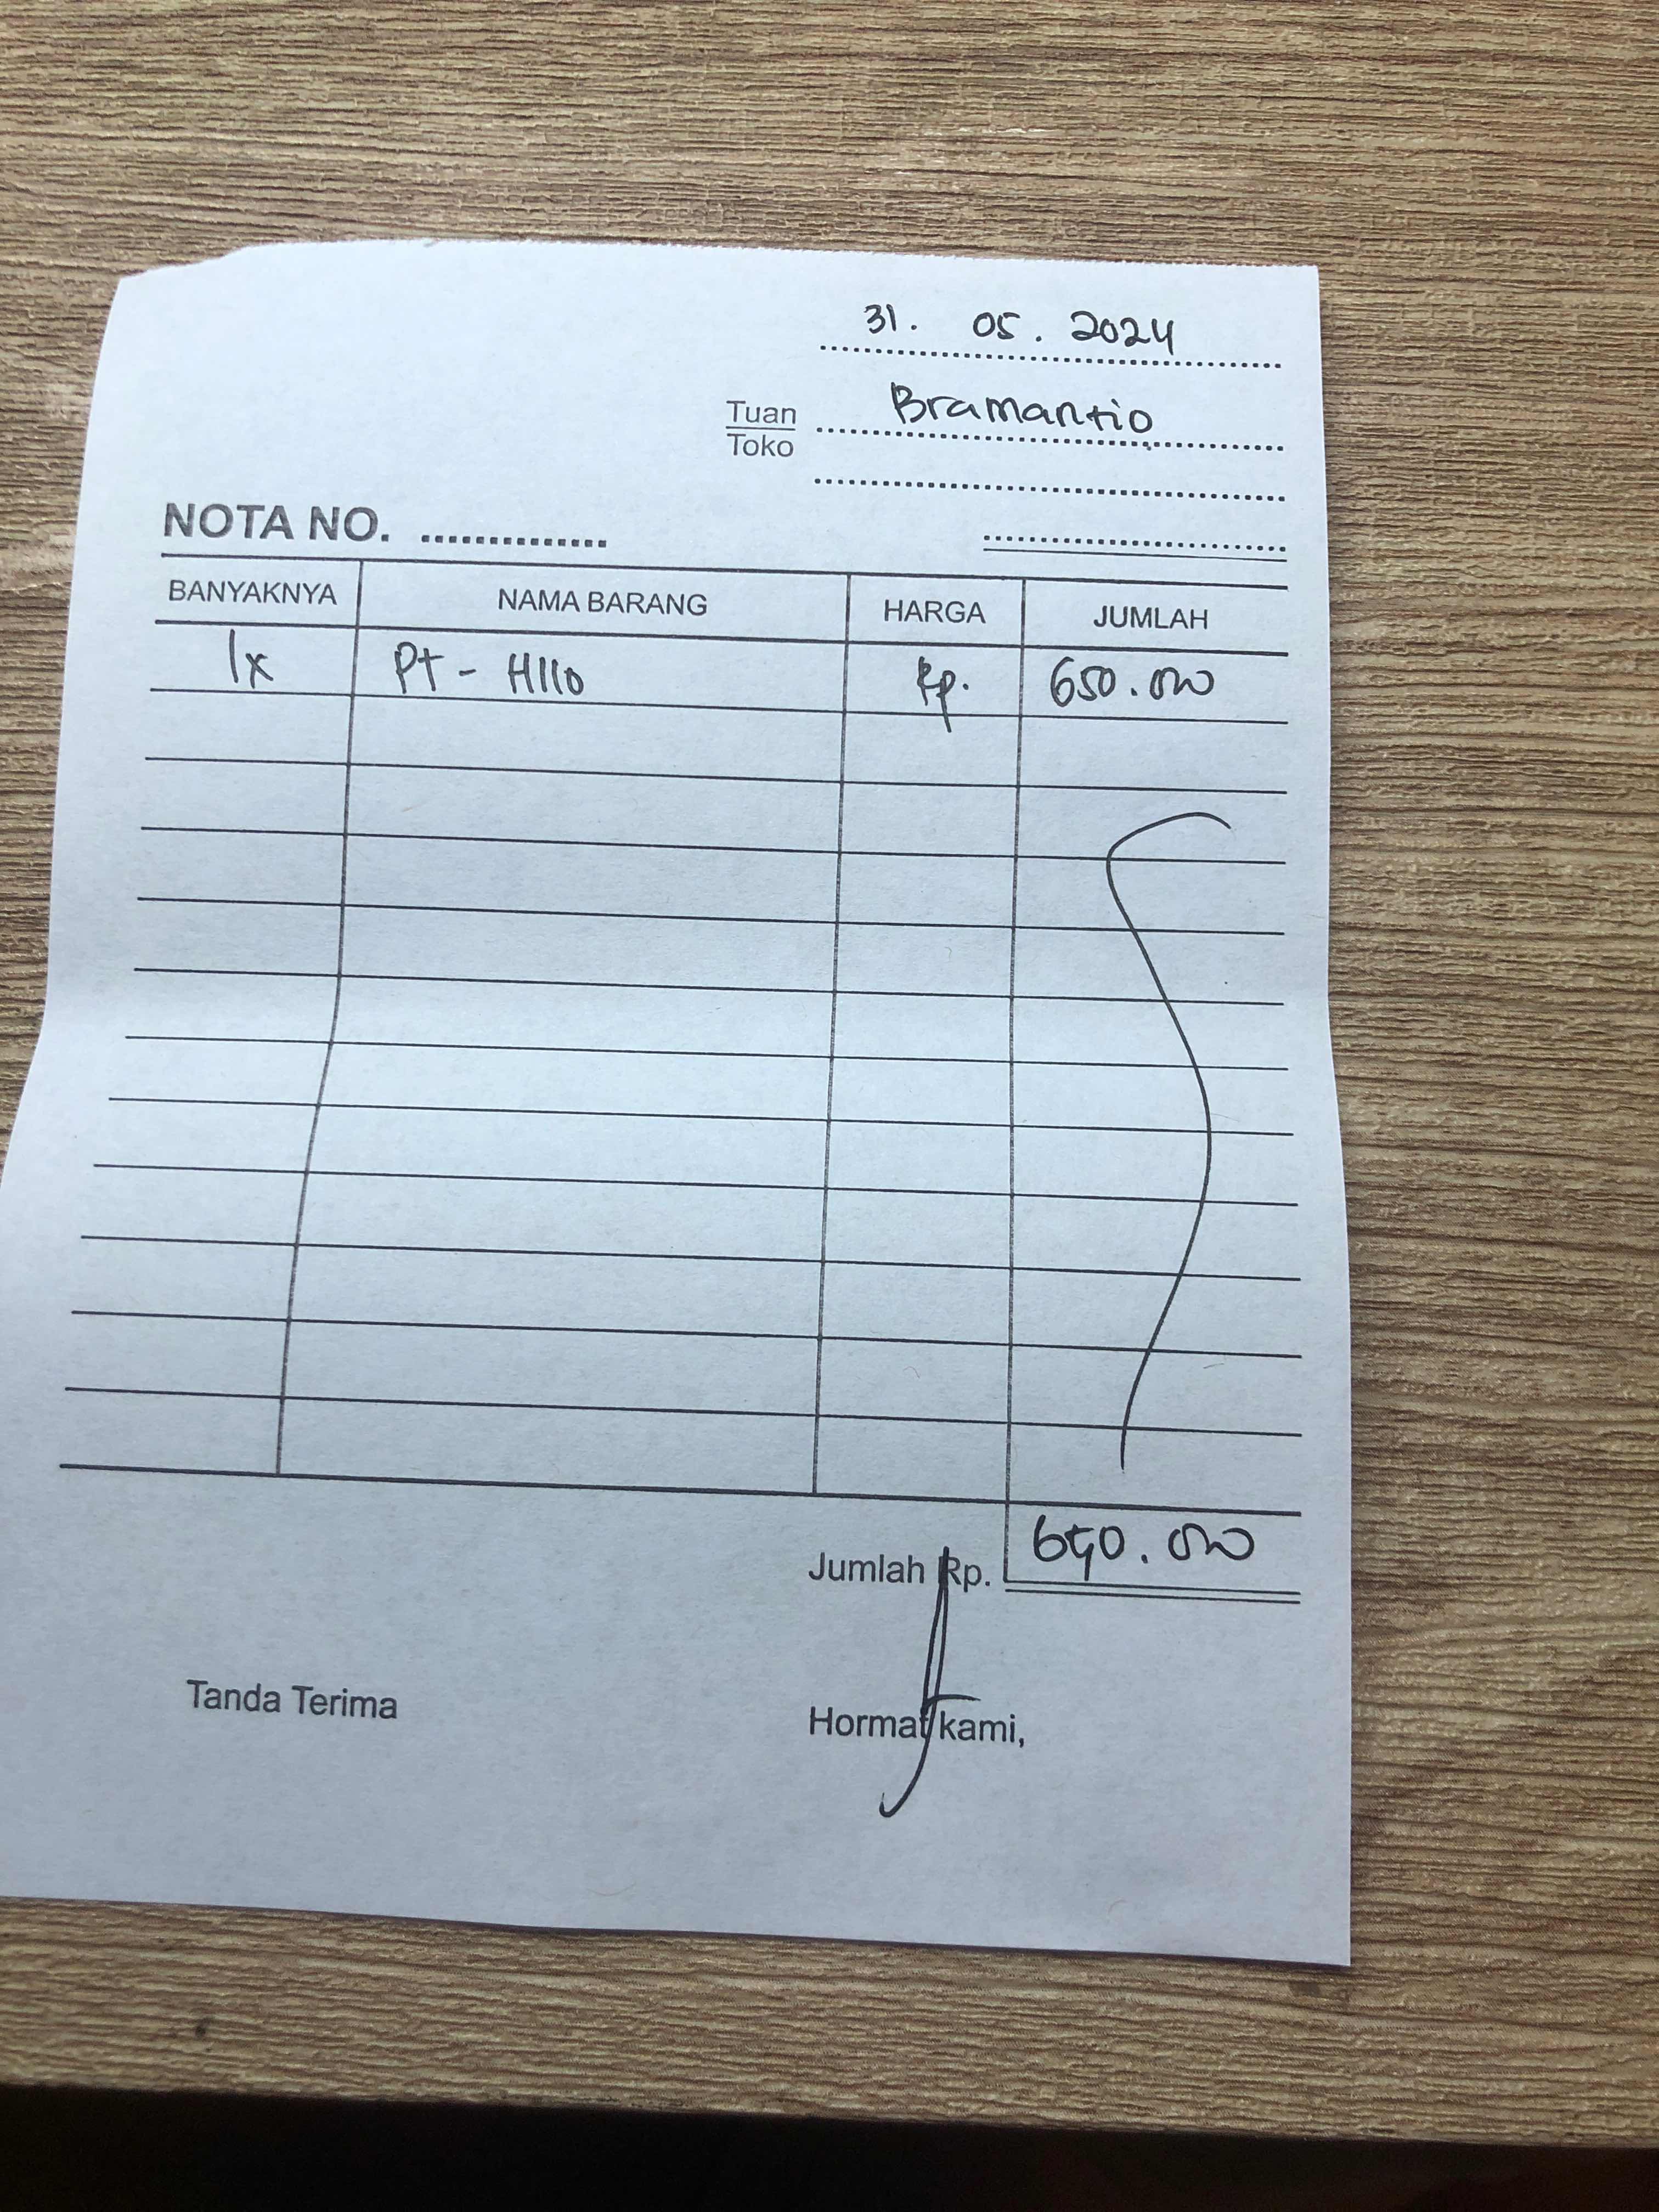 31. 05. 2024
Tuan Bramantio
Toko
NOTA NO. ...............
BANYAKNYA NAMA BARANG HARGA JUMLAH
1x PT - H110 Rp. 650.000
Jumlah Rp. 650.000
Tanda Terima Hormat kami,